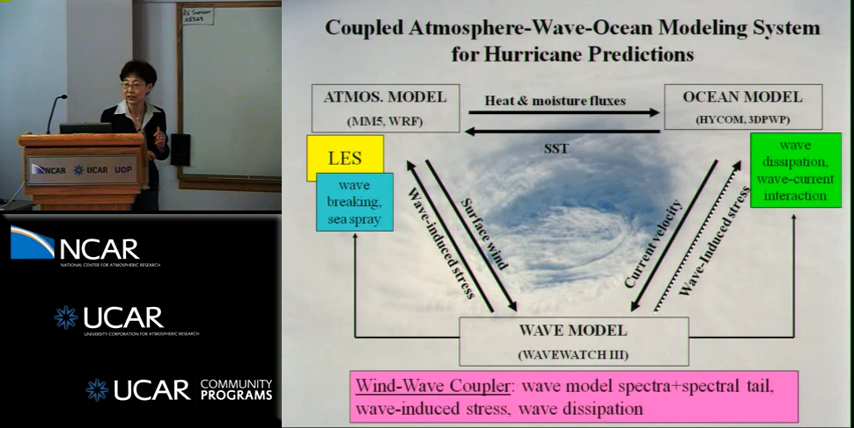 Coupled Atmosphere-Wave-Ocean Modeling System
for Hurricane Predictions
ATMOS. MODEL
(MM5, WRF)
Heat & moisture fluxes
OCEAN MODEL
(HYCOM, 3DPWP)
SST
LES
wave
breaking,
sea spray
wave
dissipation,
wave-current
interaction
Wave-induced stress
Surface wind
Current velocity
Wave-Induced stress
WAVE MODEL
(WAVEWATCH III)
Wind-Wave Coupler: wave model spectra+spectral tail,
wave-induced stress, wave dissipation
NCAR UCAR UOP
NCAR
NATIONAL CENTER FOR ATMOSPHERIC RESEARCH
UCAR
UNIVERSITY CORPORATION FOR ATMOSPHERIC RESEARCH
UCAR COMMUNITY
PROGRAMS